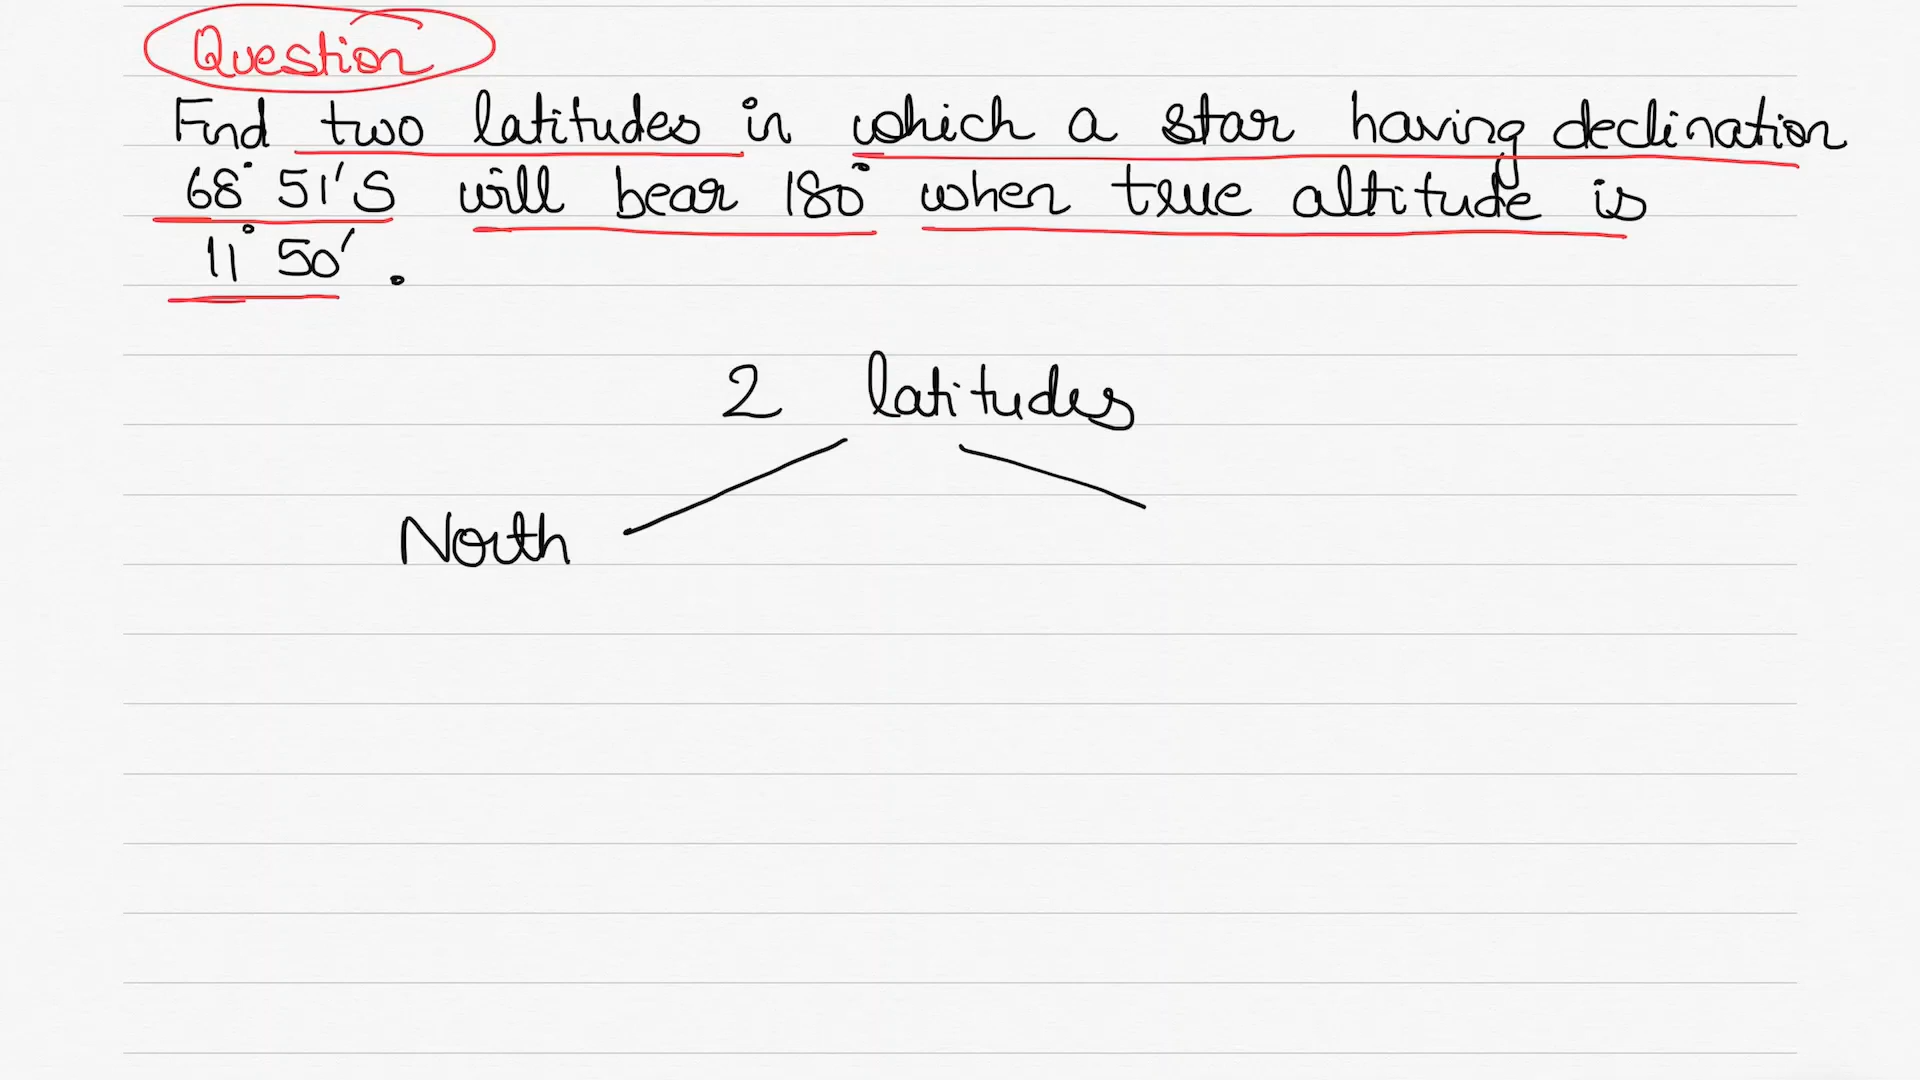 Question
Find two latitudes in which a star having declination
68° 51' S will bear 180° when true altitude is
11° 50' .
2 latitudes
North